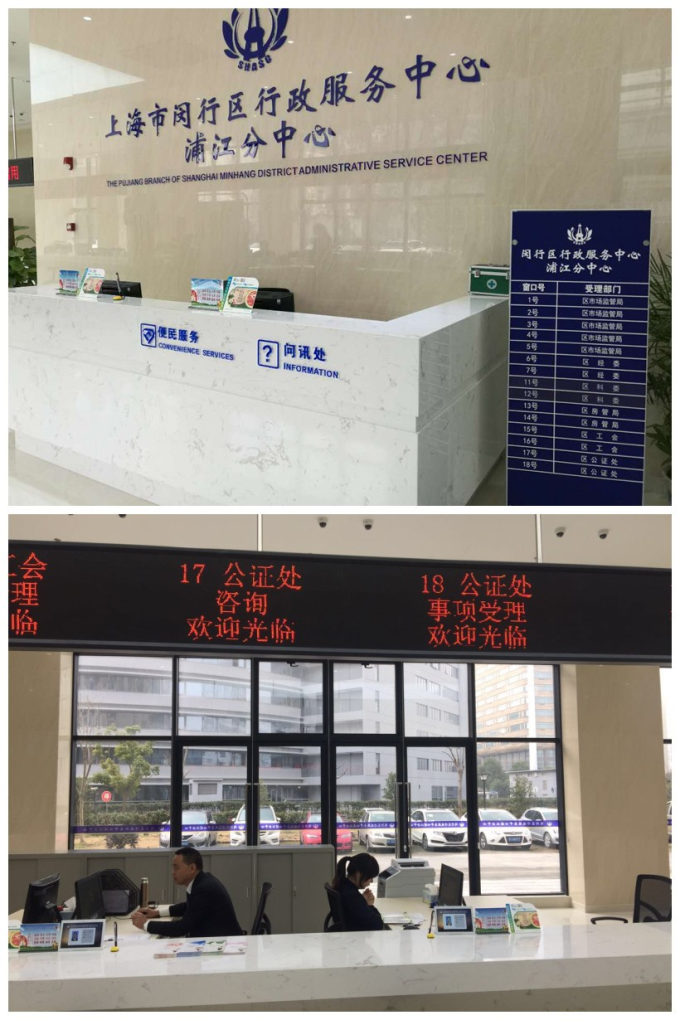 SHASC
上海市闵行区行政服务中心
浦江分中心
THE PUJIANG BRANCH OF SHANGHAI MINHANG DISTRICT ADMINISTRATIVE SERVICE CENTER
用
便民服务
CONVENIENCE SERVICES
?
问讯处
INFORMATION
闵行区行政服务中心
浦江分中心
窗口号 受理部门
1号 区市场监管局
2号 区市场监管局
3号 区市场监管局
4号 区市场监管局
5号 区市场监管局
6号 区经委
7号 区经委
11号 区科委
12号 区科委
13号 区房管局
14号 区房管局
15号 区工会
16号 区工会
17号 区公证处
18号 区公证处
工会
理
临
17 公证处
咨询
欢迎光临
18 公证处
事项受理
欢迎光临